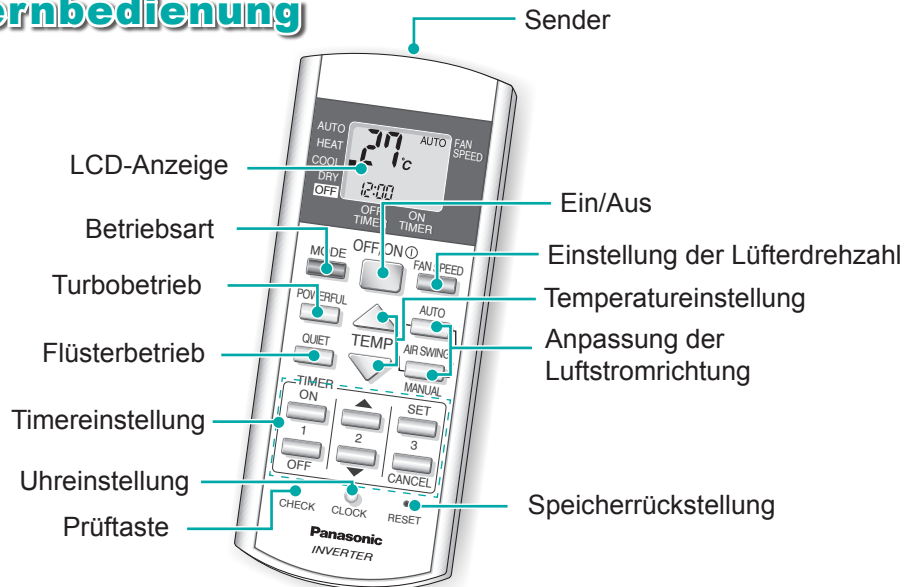 ernbedienung
Sender
LCD-Anzeige
Betriebsart
Turbobetrieb
Flüsterbetrieb
Timereinstellung
Uhreinstellung
Prüftaste
AUTO
HEAT
COOL
DRY
OFF
27°c
AUTO
FAN
SPEED
12:00
OFF
TIMER
ON
TIMER
MODE
OFF/ON
FAN SPEED
POWERFUL
TEMP
AUTO
QUIET
AIR SWING
MANUAL
TIMER
ON
1
OFF
2
SET
3
CANCEL
CHECK
CLOCK
RESET
Panasonic
INVERTER
Ein/Aus
Einstellung der Lüfterdrehzahl
Temperatureinstellung
Anpassung der
Luftstromrichtung
Speicherrückstellung